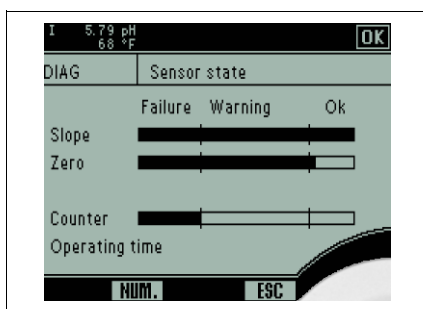 I 5.79 pH
68 °F
OK
DIAG Sensor state
Failure Warning Ok
Slope
Zero
Counter
Operating time
NUM. ESC